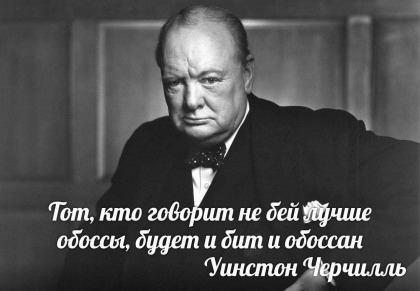 Тот, кто говорит не бей лучше
обоссы, будет и бит и обоссан
Уинстон Черчилль